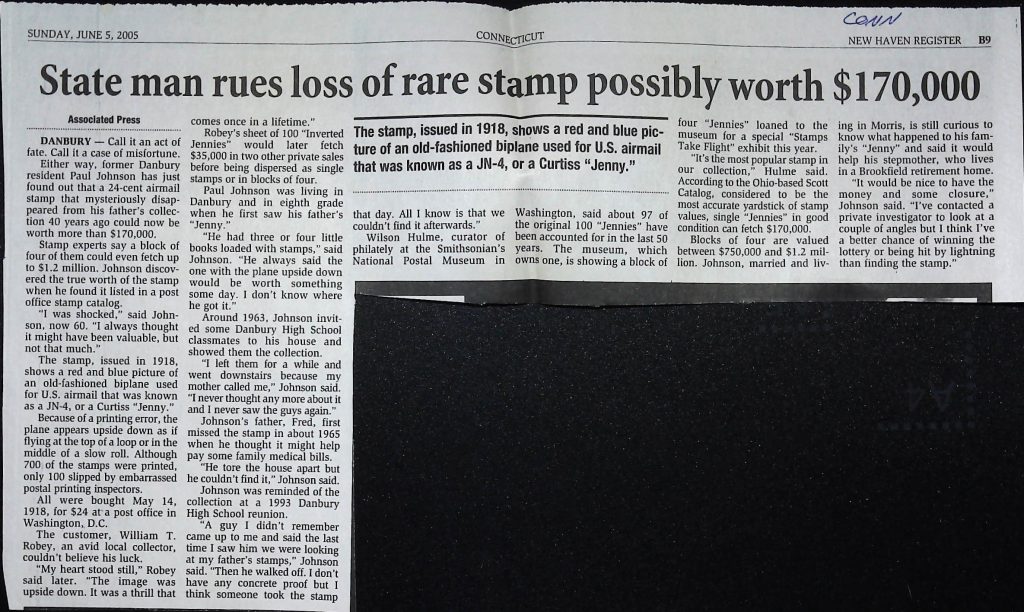 CONN
SUNDAY, JUNE 5, 2005
CONNECTICUT
NEW HAVEN REGISTER B9
State man rues loss of rare stamp possibly worth $170,000
Associated Press
DANBURY — Call it an act of
fate. Call it a case of misfortune.
Either way, former Danbury
resident Paul Johnson has just
found out that a 24-cent airmail
stamp that mysteriously disap-
peared from his father's collec-
tion 40 years ago could now be
worth more than $170,000.
Stamp experts say a block of
four of them could even fetch up
to $1.2 million. Johnson discov-
ered the true worth of the stamp
when he found it listed in a post
office stamp catalog.
"I was shocked," said John-
son, now 60. "I always thought
it might have been valuable, but
not that much."
The stamp, issued in 1918,
shows a red and blue picture of
an old-fashioned biplane used
for U.S. airmail that was known
as a JN-4, or a Curtiss "Jenny."
Because of a printing error, the
plane appears upside down as if
flying at the top of a loop or in the
middle of a slow roll. Although
700 of the stamps were printed,
only 100 slipped by embarrassed
postal printing inspectors.
All were bought May 14,
1918, for $24 at a post office in
Washington, D.C.
The customer, William T.
Robey, an avid local collector,
couldn't believe his luck.
"My heart stood still," Robey
said later. "The image was
upside down. It was a thrill that
comes once in a lifetime."
Robey's sheet of 100 "Inverted
Jennies" would later fetch
$35,000 in two other private sales
before being dispersed as single
stamps or in blocks of four.
Paul Johnson was living in
Danbury and in eighth grade
when he first saw his father's
"Jenny."
"He had three or four little
books loaded with stamps," said
Johnson. "He always said the
one with the plane upside down
would be worth something
some day. I don't know where
he got it."
Around 1963, Johnson invit-
ed some Danbury High School
classmates to his house and
showed them the collection.
"I left them for a while and
went downstairs because my
mother called me," Johnson said.
"I never thought any more about it
and I never saw the guys again."
Johnson's father, Fred, first
missed the stamp in about 1965
when he thought it might help
pay some family medical bills.
"He tore the house apart but
he couldn't find it," Johnson said.
Johnson was reminded of the
collection at a 1993 Danbury
High School reunion.
"A guy I didn't remember
came up to me and said the last
time I saw him we were looking
at my father's stamps," Johnson
said. "Then he walked off. I don't
have any concrete proof but I
think someone took the stamp
The stamp, issued in 1918, shows a red and blue pic-
ture of an old-fashioned biplane used for U.S. airmail
that was known as a JN-4, or a Curtiss "Jenny."
that day. All I know is that we
couldn't find it afterwards."
Wilson Hulme, curator of
philately at the Smithsonian's
National Postal Museum in
Washington, said about 97 of
the original 100 "Jennies" have
been accounted for in the last 50
years. The museum, which
owns one, is showing a block of
four "Jennies" loaned to the
museum for a special "Stamps
Take Flight" exhibit this year.
"It's the most popular stamp in
our collection," Hulme said.
According to the Ohio-based Scott
Catalog, considered to be the
most accurate yardstick of stamp
values, single "Jennies" in good
condition can fetch $170,000.
Blocks of four are valued
between $750,000 and $1.2 mil-
lion. Johnson, married and liv-
ing in Morris, is still curious to
know what happened to his fam-
ily's "Jenny" and said it would
help his stepmother, who lives
in a Brookfield retirement home.
"It would be nice to have the
money and some closure,"
Johnson said. "I've contacted a
private investigator to look at a
couple of angles but I think I've
a better chance of winning the
lottery or being hit by lightning
than finding the stamp."